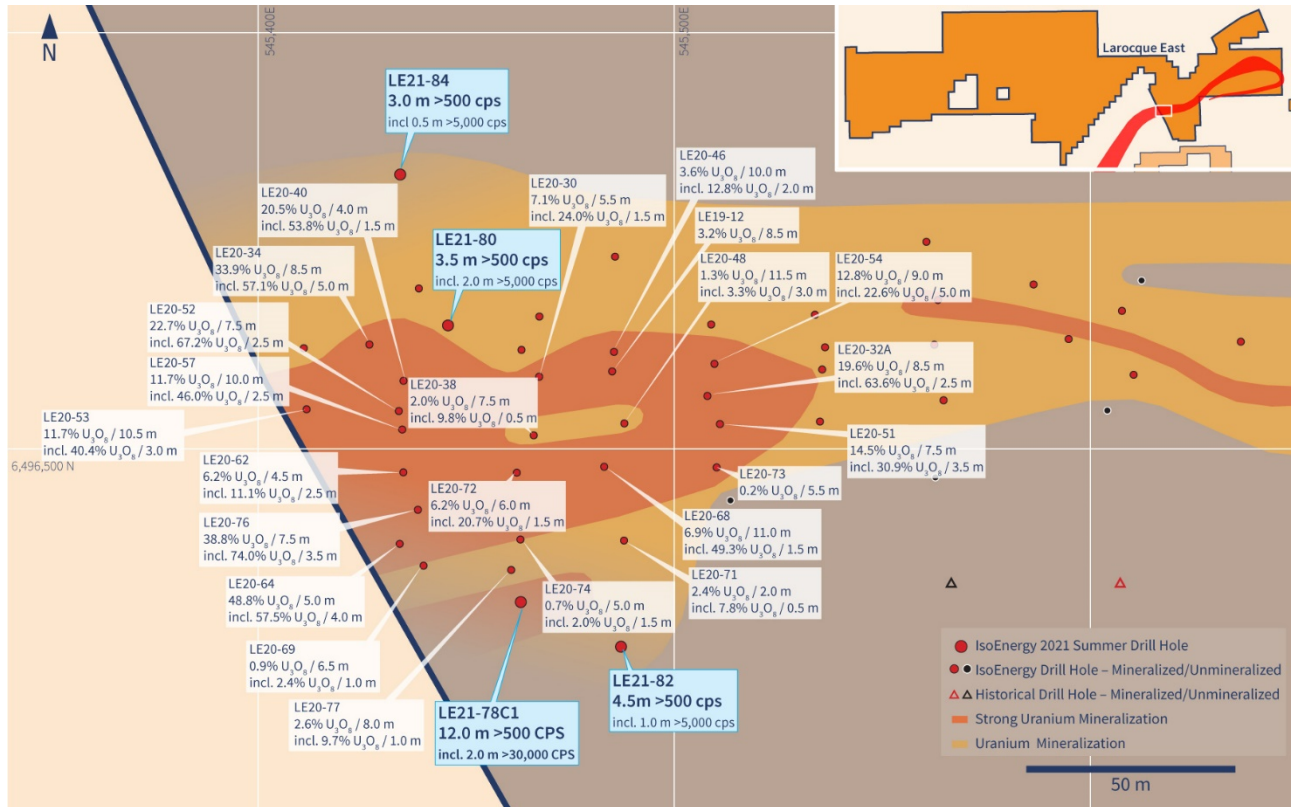 N
545,400E
545,500E
Larocque East
LE21-84
3.0 m >500 cps
incl 0.5 m >5,000 cps
LE20-46
3.6% U₃O₈ / 10.0 m
incl. 12.8% U₃O₈ / 2.0 m
LE20-40
20.5% U₃O₈ / 4.0 m
incl. 53.8% U₃O₈ / 1.5 m
LE20-30
7.1% U₃O₈ / 5.5 m
incl. 24.0% U₃O₈ / 1.5 m
LE19-12
3.2% U₃O₈ / 8.5 m
LE21-80
3.5 m >500 cps
incl. 2.0 m >5,000 cps
LE20-34
33.9% U₃O₈ / 8.5 m
incl. 57.1% U₃O₈ / 5.0 m
LE20-48
1.3% U₃O₈ / 11.5 m
incl. 3.3% U₃O₈ / 3.0 m
LE20-54
12.8% U₃O₈ / 9.0 m
incl. 22.6% U₃O₈ / 5.0 m
LE20-52
22.7% U₃O₈ / 7.5 m
incl. 67.2% U₃O₈ / 2.5 m
LE20-57
11.7% U₃O₈ / 10.0 m
incl. 46.0% U₃O₈ / 2.5 m
LE20-38
2.0% U₃O₈ / 7.5 m
incl. 9.8% U₃O₈ / 0.5 m
LE20-32A
19.6% U₃O₈ / 8.5 m
incl. 63.6% U₃O₈ / 2.5 m
LE20-53
11.7% U₃O₈ / 10.5 m
incl. 40.4% U₃O₈ / 3.0 m
LE20-51
14.5% U₃O₈ / 7.5 m
incl. 30.9% U₃O₈ / 3.5 m
6,496,500 N
LE20-62
6.2% U₃O₈ / 4.5 m
incl. 11.1% U₃O₈ / 2.5 m
LE20-72
6.2% U₃O₈ / 6.0 m
incl. 20.7% U₃O₈ / 1.5 m
LE20-73
0.2% U₃O₈ / 5.5 m
LE20-76
38.8% U₃O₈ / 7.5 m
incl. 74.0% U₃O₈ / 3.5 m
LE20-68
6.9% U₃O₈ / 11.0 m
incl. 49.3% U₃O₈ / 1.5 m
LE20-64
48.8% U₃O₈ / 5.0 m
incl. 57.5% U₃O₈ / 4.0 m
LE20-74
0.7% U₃O₈ / 5.0 m
incl. 2.0% U₃O₈ / 1.5 m
LE20-71
2.4% U₃O₈ / 2.0 m
incl. 7.8% U₃O₈ / 0.5 m
LE20-69
0.9% U₃O₈ / 6.5 m
incl. 2.4% U₃O₈ / 1.0 m
LE20-77
2.6% U₃O₈ / 8.0 m
incl. 9.7% U₃O₈ / 1.0 m
LE21-78C1
12.0 m >500 CPS
incl. 2.0 m >30,000 CPS
LE21-82
4.5m >500 cps
incl. 1.0 m >5,000 cps
IsoEnergy 2021 Summer Drill Hole
IsoEnergy Drill Hole – Mineralized/Unmineralized
Historical Drill Hole – Mineralized/Unmineralized
Strong Uranium Mineralization
Uranium Mineralization
50 m